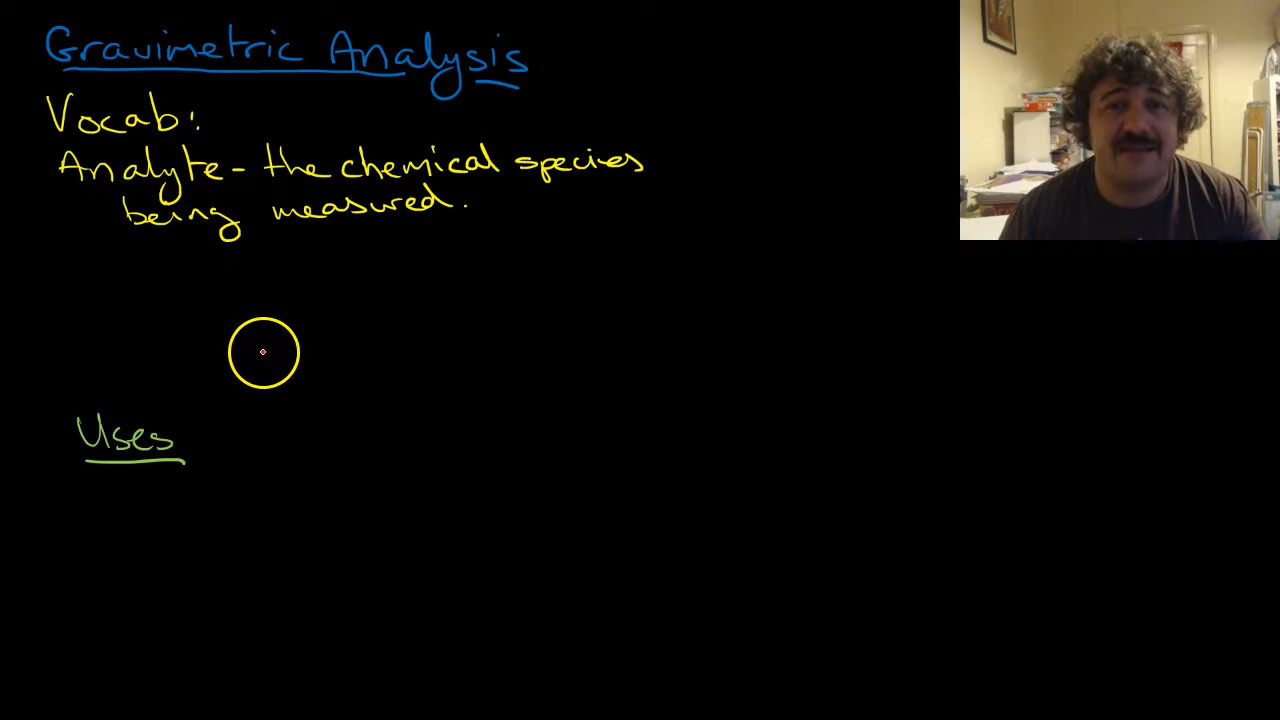 Gravimetric Analysis
Vocab:
Analyte - the chemical species
being measured.
Uses